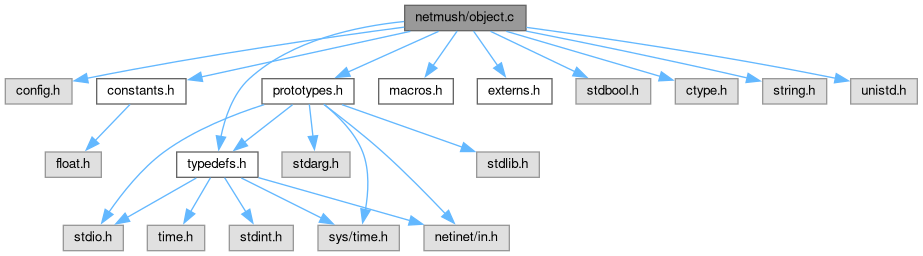 netmush/object.c
config.h
constants.h
prototypes.h
macros.h
externs.h
stdbool.h
ctype.h
string.h
unistd.h
float.h
typedefs.h
stdarg.h
stdlib.h
stdio.h
time.h
stdint.h
sys/time.h
netinet/in.h